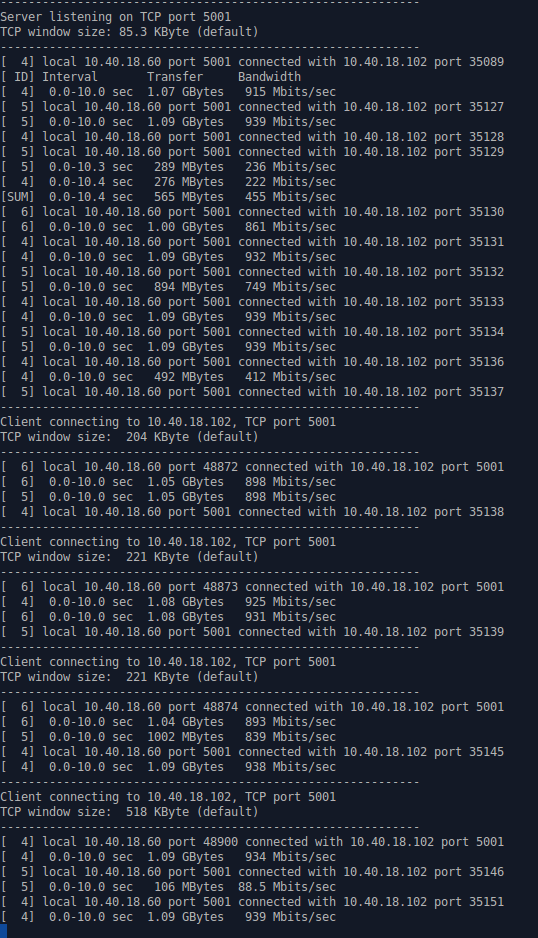 ------------------------------------------------------------
Server listening on TCP port 5001
TCP window size: 85.3 KByte (default)
------------------------------------------------------------
[  4] local 10.40.18.60 port 5001 connected with 10.40.18.102 port 35089
[ ID] Interval       Transfer     Bandwidth
[  4]  0.0-10.0 sec  1.07 GBytes   915 Mbits/sec
[  5] local 10.40.18.60 port 5001 connected with 10.40.18.102 port 35127
[  5]  0.0-10.0 sec  1.09 GBytes   939 Mbits/sec
[  4] local 10.40.18.60 port 5001 connected with 10.40.18.102 port 35128
[  5] local 10.40.18.60 port 5001 connected with 10.40.18.102 port 35129
[  5]  0.0-10.3 sec   289 MBytes   236 Mbits/sec
[  4]  0.0-10.4 sec   276 MBytes   222 Mbits/sec
[SUM]  0.0-10.4 sec   565 MBytes   455 Mbits/sec
[  6] local 10.40.18.60 port 5001 connected with 10.40.18.102 port 35130
[  6]  0.0-10.0 sec  1.00 GBytes   861 Mbits/sec
[  4] local 10.40.18.60 port 5001 connected with 10.40.18.102 port 35131
[  4]  0.0-10.0 sec  1.09 GBytes   932 Mbits/sec
[  5] local 10.40.18.60 port 5001 connected with 10.40.18.102 port 35132
[  5]  0.0-10.0 sec   894 MBytes   749 Mbits/sec
[  4] local 10.40.18.60 port 5001 connected with 10.40.18.102 port 35133
[  4]  0.0-10.0 sec  1.09 GBytes   939 Mbits/sec
[  5] local 10.40.18.60 port 5001 connected with 10.40.18.102 port 35134
[  5]  0.0-10.0 sec  1.09 GBytes   939 Mbits/sec
[  4] local 10.40.18.60 port 5001 connected with 10.40.18.102 port 35136
[  4]  0.0-10.0 sec   492 MBytes   412 Mbits/sec
[  5] local 10.40.18.60 port 5001 connected with 10.40.18.102 port 35137
------------------------------------------------------------
Client connecting to 10.40.18.102, TCP port 5001
TCP window size:  204 KByte (default)
------------------------------------------------------------
[  6] local 10.40.18.60 port 48872 connected with 10.40.18.102 port 5001
[  6]  0.0-10.0 sec  1.05 GBytes   898 Mbits/sec
[  5]  0.0-10.0 sec  1.05 GBytes   898 Mbits/sec
[  4] local 10.40.18.60 port 5001 connected with 10.40.18.102 port 35138
------------------------------------------------------------
Client connecting to 10.40.18.102, TCP port 5001
TCP window size:  221 KByte (default)
------------------------------------------------------------
[  6] local 10.40.18.60 port 48873 connected with 10.40.18.102 port 5001
[  4]  0.0-10.0 sec  1.08 GBytes   925 Mbits/sec
[  6]  0.0-10.0 sec  1.08 GBytes   931 Mbits/sec
[  5] local 10.40.18.60 port 5001 connected with 10.40.18.102 port 35139
------------------------------------------------------------
Client connecting to 10.40.18.102, TCP port 5001
TCP window size:  221 KByte (default)
------------------------------------------------------------
[  6] local 10.40.18.60 port 48874 connected with 10.40.18.102 port 5001
[  6]  0.0-10.0 sec  1.04 GBytes   893 Mbits/sec
[  5]  0.0-10.0 sec  1002 MBytes   839 Mbits/sec
[  4] local 10.40.18.60 port 5001 connected with 10.40.18.102 port 35145
[  4]  0.0-10.0 sec  1.09 GBytes   938 Mbits/sec
------------------------------------------------------------
Client connecting to 10.40.18.102, TCP port 5001
TCP window size:  518 KByte (default)
------------------------------------------------------------
[  4] local 10.40.18.60 port 48900 connected with 10.40.18.102 port 5001
[  4]  0.0-10.0 sec  1.09 GBytes   934 Mbits/sec
[  5] local 10.40.18.60 port 5001 connected with 10.40.18.102 port 35146
[  5]  0.0-10.0 sec   106 MBytes  88.5 Mbits/sec
[  4] local 10.40.18.60 port 5001 connected with 10.40.18.102 port 35151
[  4]  0.0-10.0 sec  1.09 GBytes   939 Mbits/sec